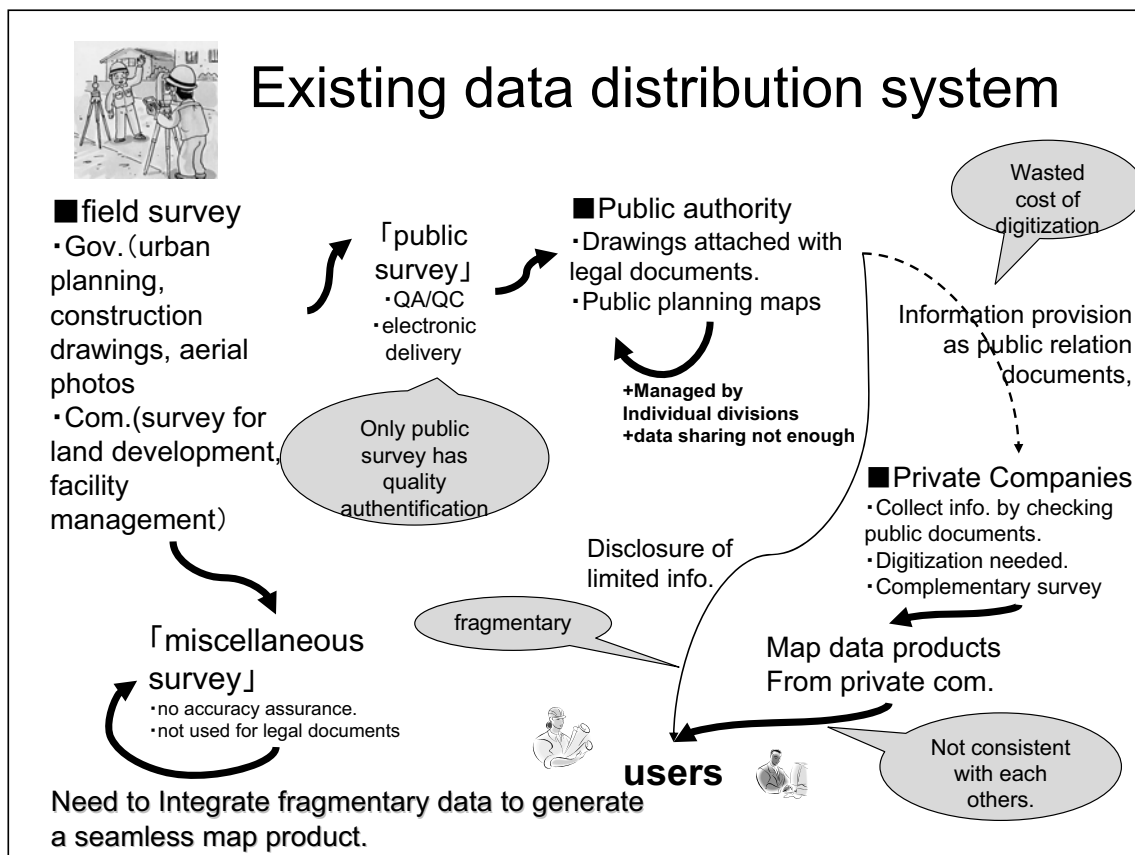 Existing data distribution system
■field survey
・Gov.（urban
planning,
construction
drawings, aerial
photos
・Com.(survey for
land development,
facility
management）
「public
survey」
・QA/QC
・electronic
delivery
Only public
survey has
quality
authentification
■Public authority
・Drawings attached with
legal documents.
・Public planning maps
+Managed by
Individual divisions
+data sharing not enough
Wasted
cost of
digitization
Information provision
as public relation
documents,
■Private Companies
・Collect info. by checking
public documents.
・Digitization needed.
・Complementary survey
Disclosure of
limited info.
fragmentary
「miscellaneous
survey」
・no accuracy assurance.
・not used for legal documents
Map data products
From private com.
users
Not consistent
with each
others.
Need to Integrate fragmentary data to generate
a seamless map product.